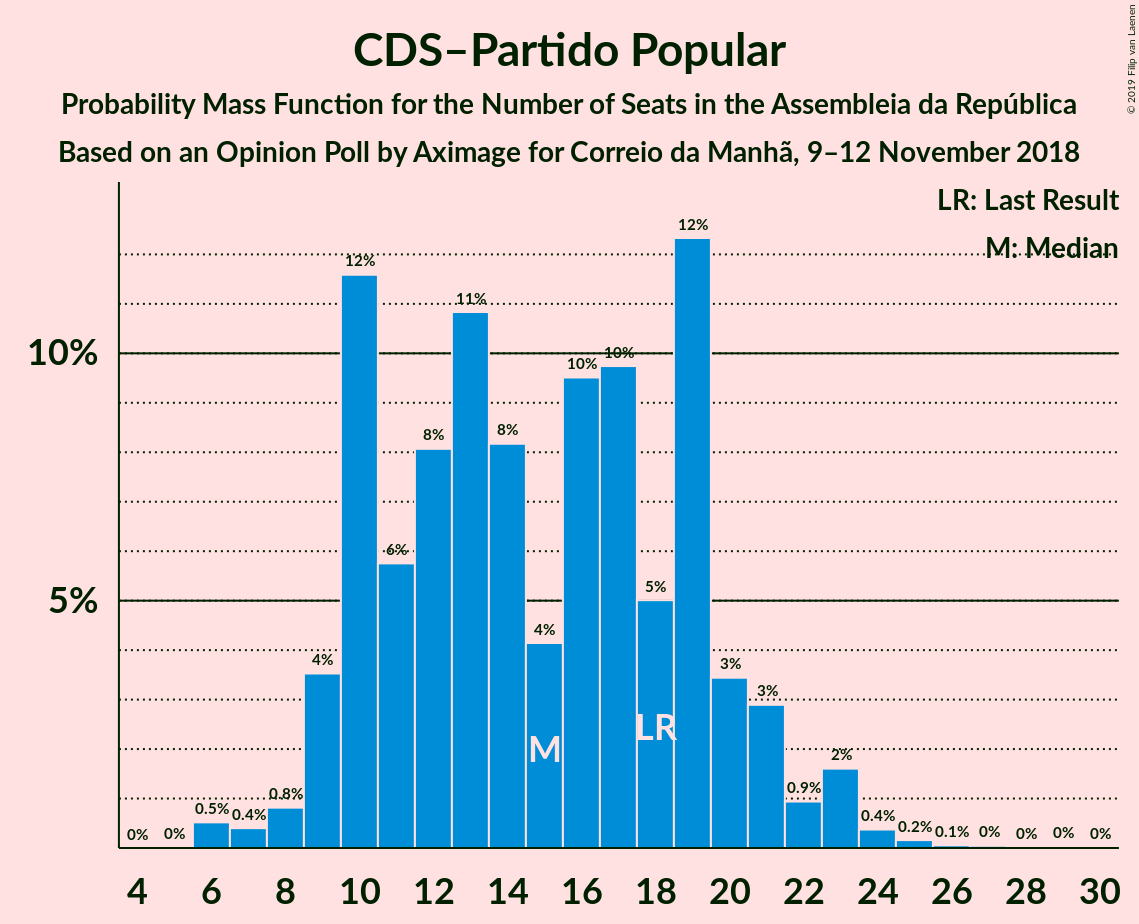 CDS–Partido Popular
Probability Mass Function for the Number of Seats in the Assembleia da República
Based on an Opinion Poll by Aximage for Correio da Manhã, 9–12 November 2018
© 2019 Filip van Laenen
LR: Last Result
M: Median
10%
5%
0% 0% 0.5% 0.4% 0.8% 4% 12% 6% 8% 11% 8% 4% 10% 10% 5% 12% 3% 3% 0.9% 2% 0.4% 0.2% 0.1% 0% 0% 0% 0%
M LR
4 6 8 10 12 14 16 18 20 22 24 26 28 30